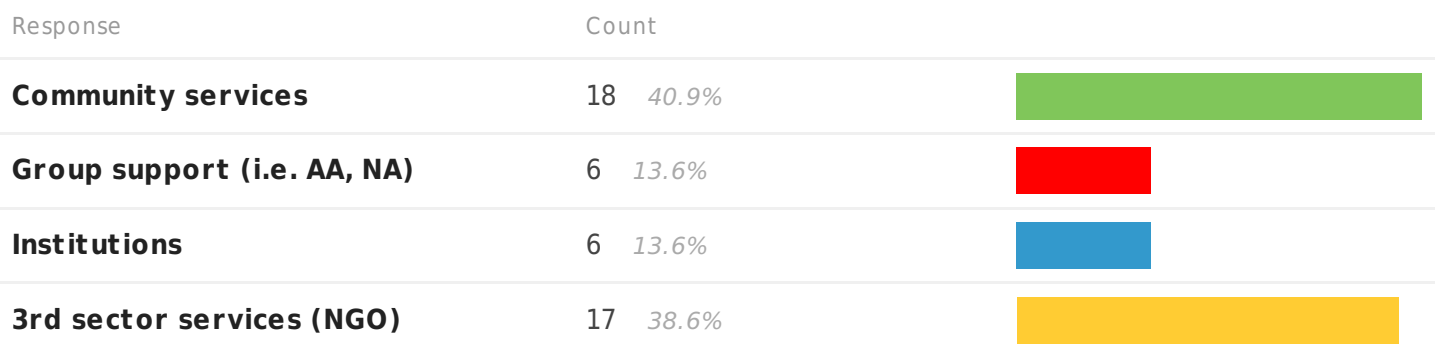 Response Count
Community services 18 40.9%
Group support (i.e. AA, NA) 6 13.6%
Institutions 6 13.6%
3rd sector services (NGO) 17 38.6%